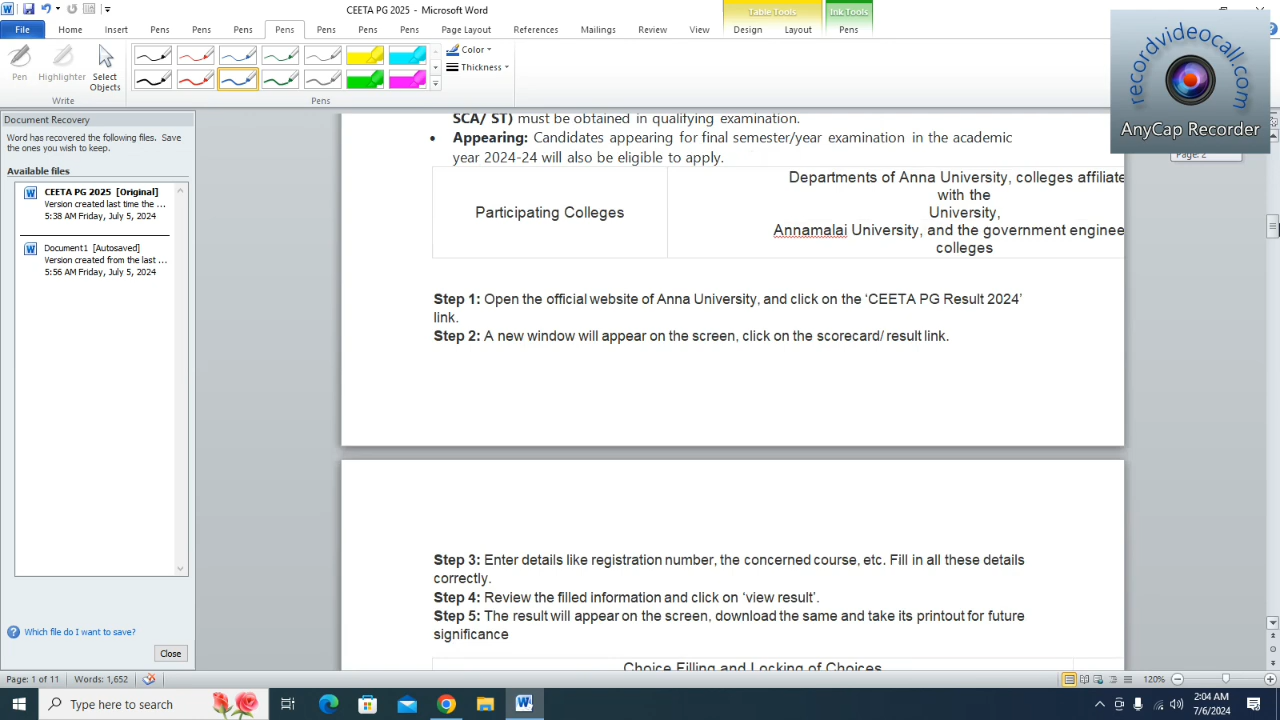 CEETA PG 2025 - Microsoft Word
Table Tools
Ink Tools
File
Home
Insert
Pens
Pens
Pens
Pens
Pens
Pens
Pens
Page Layout
References
Mailings
Review
View
Design
Layout
Pens
Pen
Highlighter
Select
Objects
Write
Pens
Color
Thickness
recordvideocall.com
AnyCap Recorder
Page: 2
Document Recovery
Word has recovered the following files. Save
the ones you wish to keep.
Available files
CEETA PG 2025 [Original]
Version created last time the ...
5:38 AM Friday, July 5, 2024
Document1 [Autosaved]
Version created from the last ...
5:56 AM Friday, July 5, 2024
Which file do I want to save?
Close
SCA/ ST) must be obtained in qualifying examination.
• Appearing: Candidates appearing for final semester/year examination in the academic
year 2024-24 will also be eligible to apply.
Participating Colleges
Departments of Anna University, colleges affiliate
with the
University,
Annamalai University, and the government enginee
colleges
Step 1: Open the official website of Anna University, and click on the ‘CEETA PG Result 2024’
link.
Step 2: A new window will appear on the screen, click on the scorecard/ result link.
Step 3: Enter details like registration number, the concerned course, etc. Fill in all these details
correctly.
Step 4: Review the filled information and click on ‘view result’.
Step 5: The result will appear on the screen, download the same and take its printout for future
significance
Choice Filling and Locking of Choices
Page: 1 of 11
Words: 1,652
120%
Type here to search
2:04 AM
7/6/2024